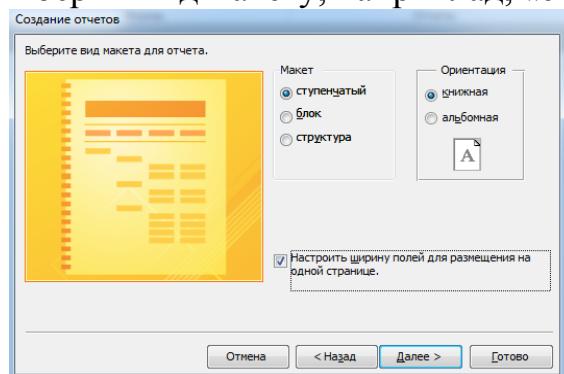 Создание отчетов
Выберите вид макета для отчета.
Макет
ступенчатый
блок
структура
Ориентация
книжная
альбомная
A
Настроить ширину полей для размещения на
одной странице.
Отмена
< Назад
Далее >
Готово